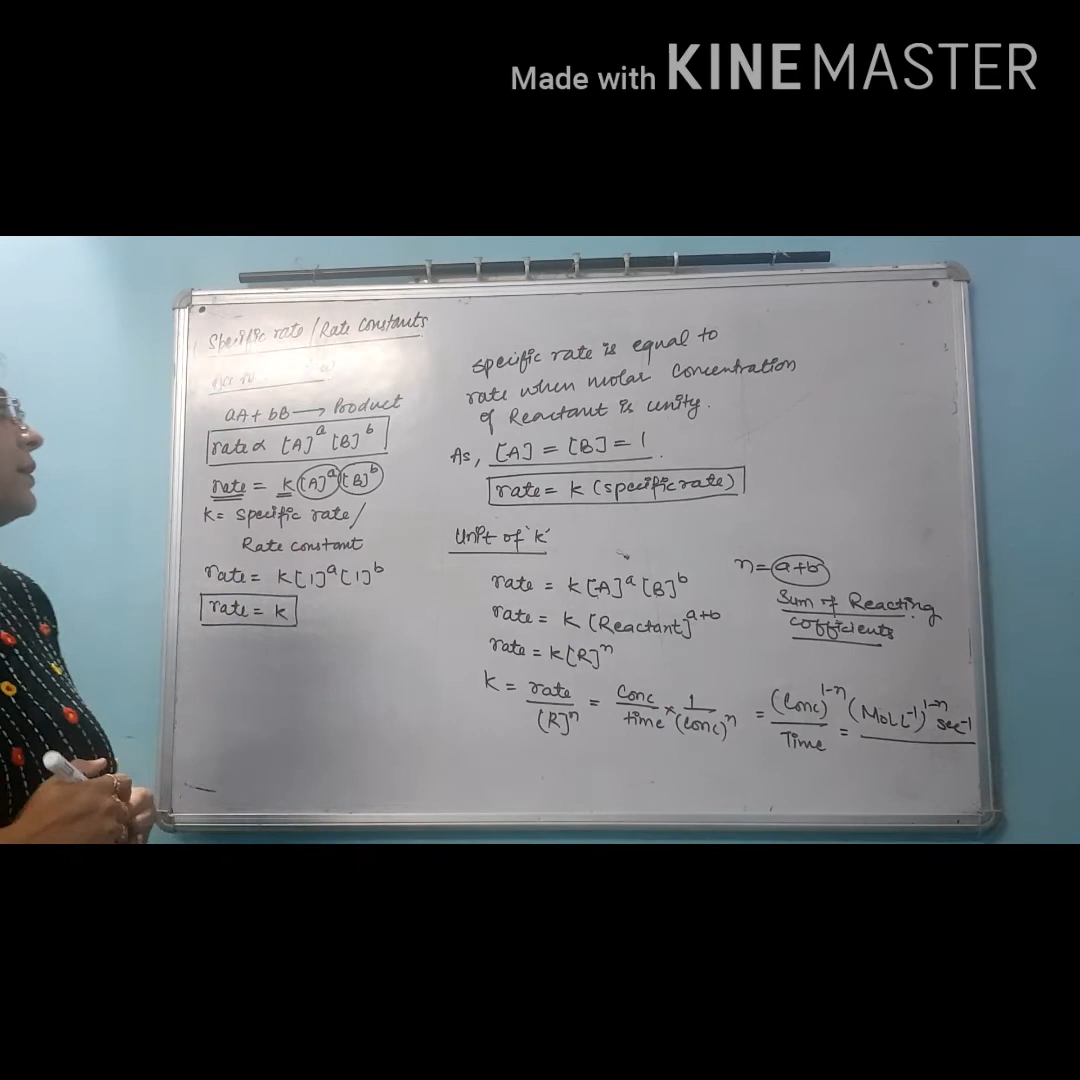 Made with KINEMASTER
Specific rate / Rate constants
aA + bB ⟶ Product
rate ∝ [A]ᵃ [B]ᵇ
rate = k [A]ᵃ [B]ᵇ
K = Specific rate/
Rate constant
rate = k [1]ᵃ [1]ᵇ
rate = k
Specific rate is equal to
rate when molar concentration
of Reactant is unity.
As, [A] = [B] = 1.
rate = k (specific rate)
Unit of 'k'
rate = k [A]ᵃ [B]ᵇ
rate = k [Reactant]ᵃ⁺ᵇ
rate = k [R]ⁿ
k = rate/[R]ⁿ = Conc/time × 1/(Conc)ⁿ = (Conc)¹⁻ⁿ/Time = (Mol L⁻¹)¹⁻ⁿ sec⁻¹
n = a+b
Sum of Reacting
cofficients